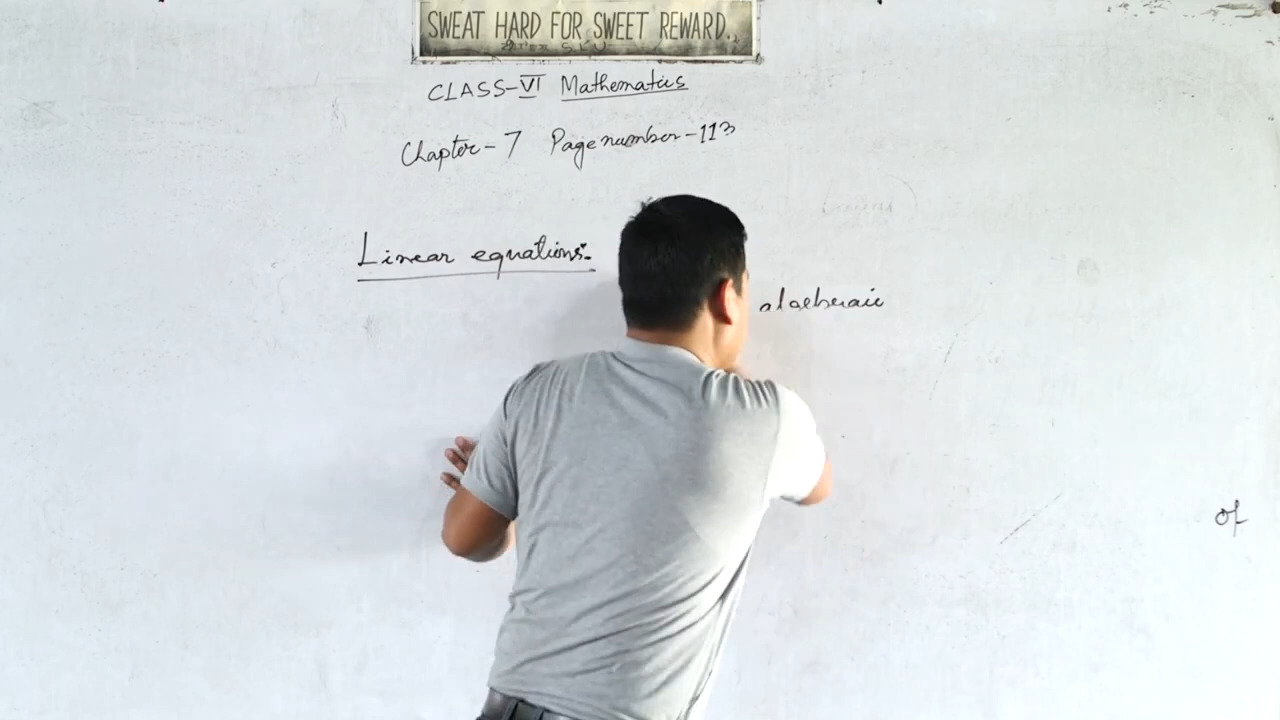 SWEAT HARD FOR SWEET REWARD.
CLASS-VI Mathematics
Chapter-7 Page number-113
Linear equations:-
algebraic
of